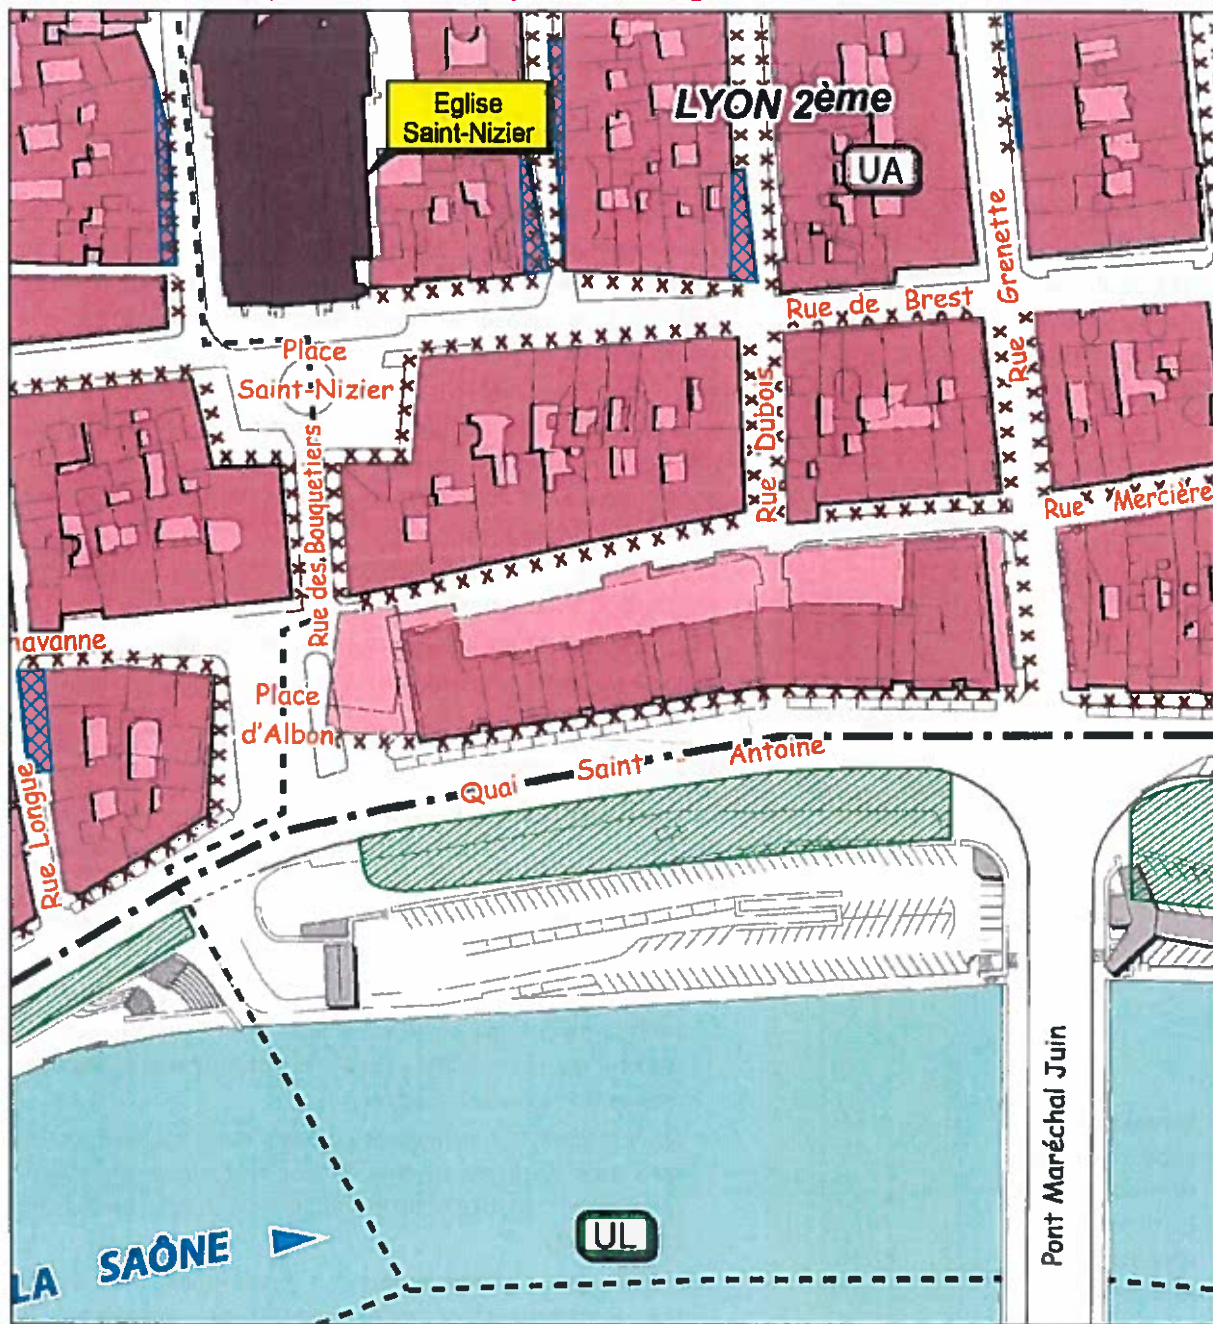 Eglise
Saint-Nizier
LYON 2ème
UA
Rue Grenette
Rue de Brest
Place
Saint-Nizier
Rue des Bouquetiers
Rue Dubois
Rue Mercière
avanne
Place
d'Albon
Rue Longue
Quai Saint - Antoine
Pont Maréchal Juin
LA SAÔNE
UL